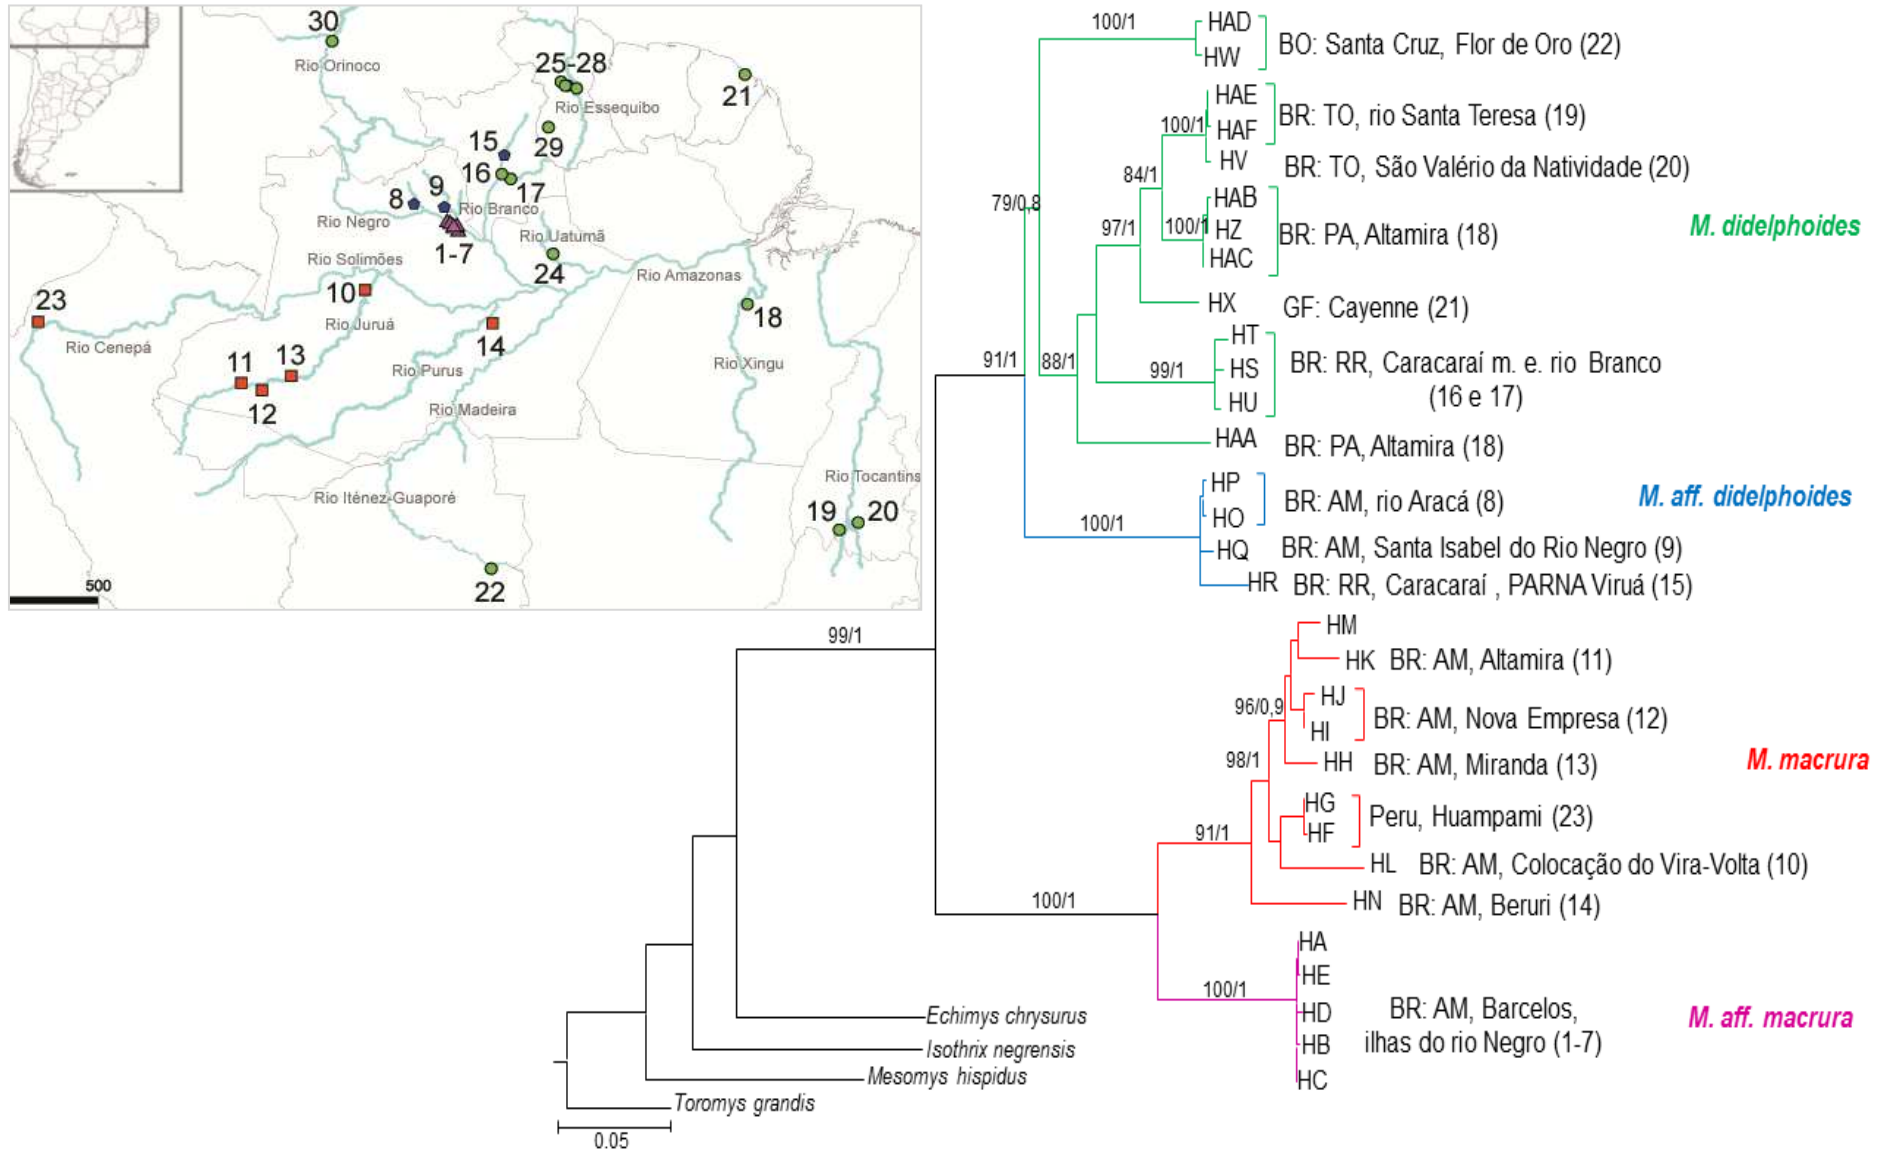 30
Rio Orinoco
25-28
Rio Essequibo
21
29
15
16
17
8
9
Rio Branco
Rio Negro
1-7
Rio Uatumã
24
Rio Solimões
Rio Amazonas
23
10
Rio Juruá
18
Rio Cenepá
11
13
14
12
Rio Purus
Rio Xingu
Rio Madeira
Rio Iténez-Guaporé
Rio Tocantins
19
20
500
22
100/1
HAD
HW
BO: Santa Cruz, Flor de Oro (22)
HAE
HAF
BR: TO, rio Santa Teresa (19)
100/1
HV
BR: TO, São Valério da Natividade (20)
84/1
79/0,8
HAB
HZ
HAC
BR: PA, Altamira (18)
97/1
100/1
M. didelphoides
HX
GF: Cayenne (21)
HT
HS
HU
BR: RR, Caracaraí m. e. rio Branco
(16 e 17)
91/1
88/1
99/1
HAA
BR: PA, Altamira (18)
HP
HO
BR: AM, rio Aracá (8)
M. aff. didelphoides
100/1
HQ
BR: AM, Santa Isabel do Rio Negro (9)
HR
BR: RR, Caracaraí , PARNA Viruá (15)
99/1
HM
HK
BR: AM, Altamira (11)
96/0,9
HJ
HI
BR: AM, Nova Empresa (12)
98/1
HH
BR: AM, Miranda (13)
M. macrura
HG
HF
Peru, Huampami (23)
91/1
HL
BR: AM, Colocação do Vira-Volta (10)
100/1
HN
BR: AM, Beruri (14)
HA
HE
HD
HB
HC
100/1
BR: AM, Barcelos,
ilhas do rio Negro (1-7)
M. aff. macrura
Echimys chrysurus
Isothrix negrensis
Mesomys hispidus
Toromys grandis
0.05